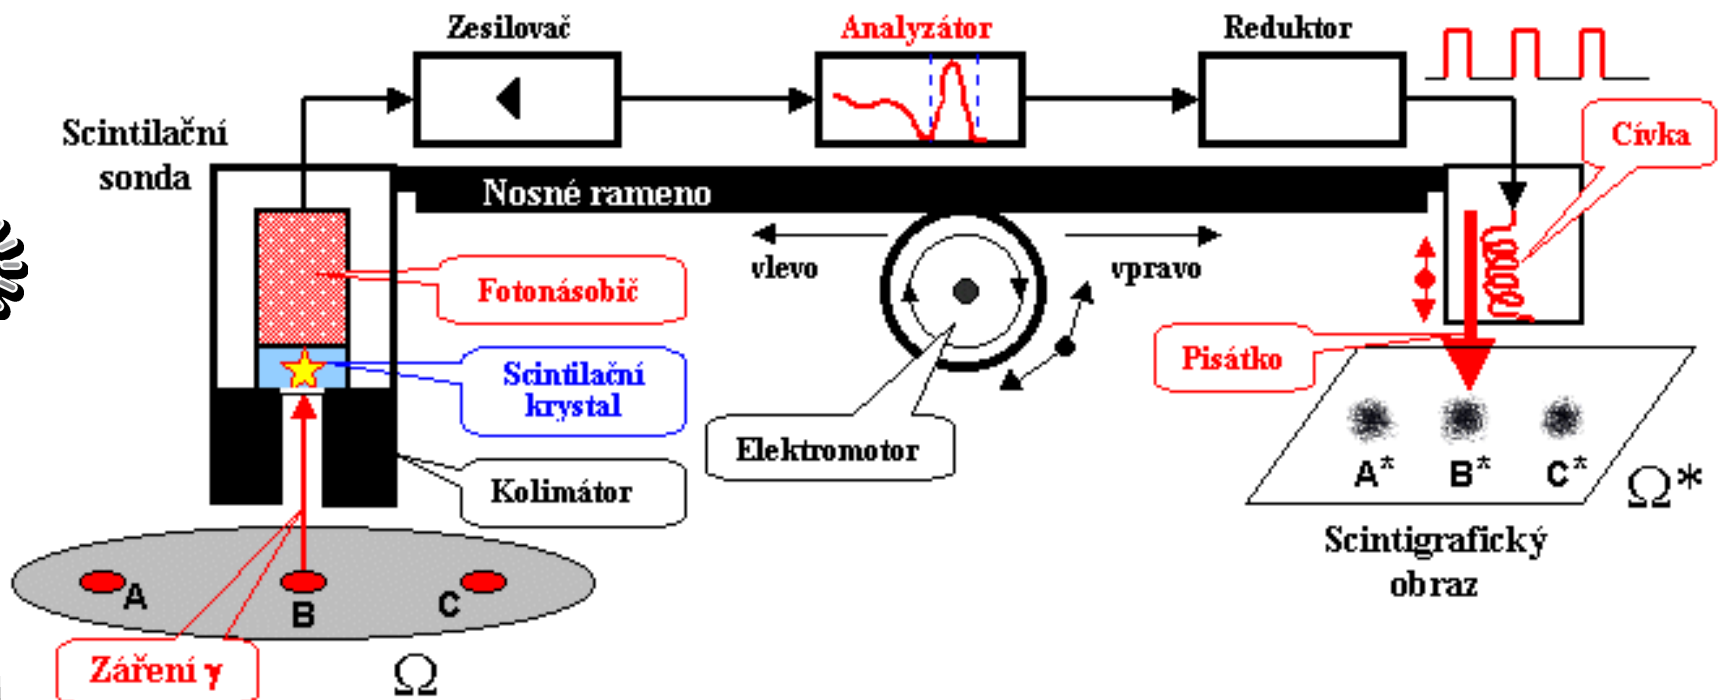 Zesilovač
Analyzátor
Reduktor
Scintilační
sonda
Cívka
Nosné rameno
vlevo
vpravo
Fotonásobič
Pisátko
Scintilační
krystal
Elektromotor
Kolimátor
A* B* C*
Ω*
Scintigrafický
obraz
A B C
Záření γ
Ω